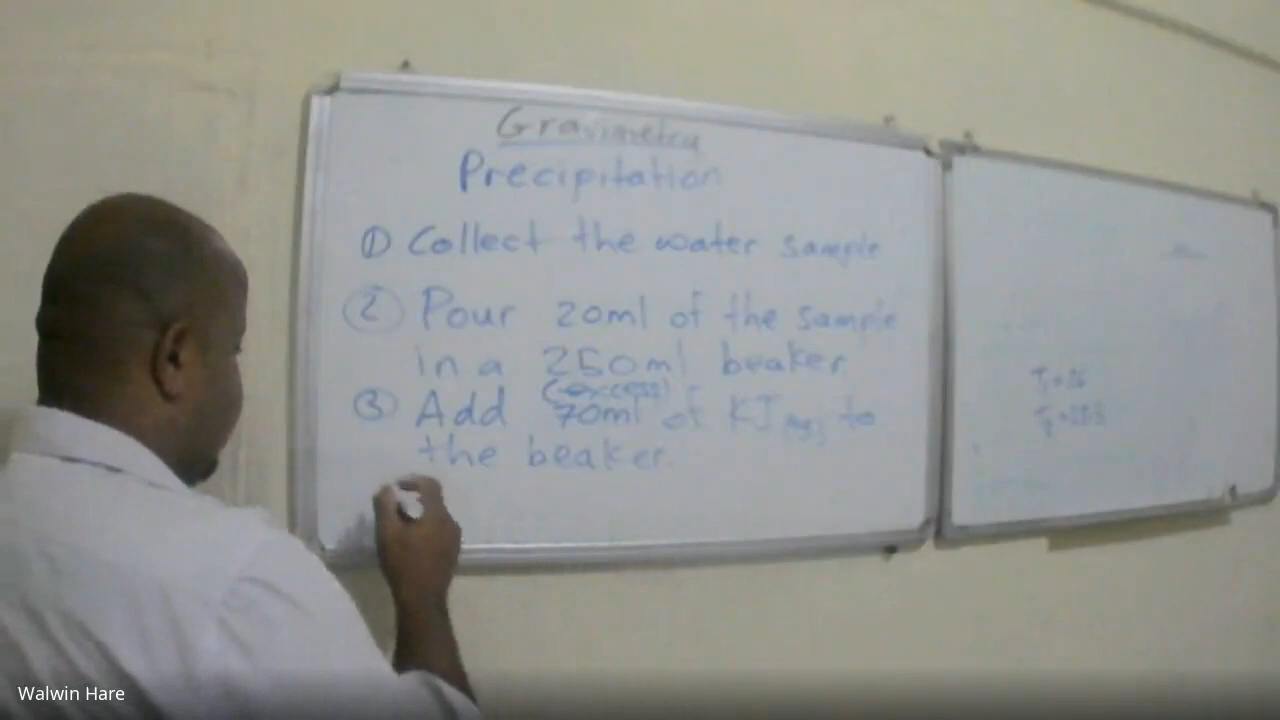 Gravimetry
Precipitation
① Collect the water sample
② Pour 20ml of the sample
in a 250ml beaker
(excess)
③ Add 70ml of KI(aq) to
the beaker.
Walwin Hare